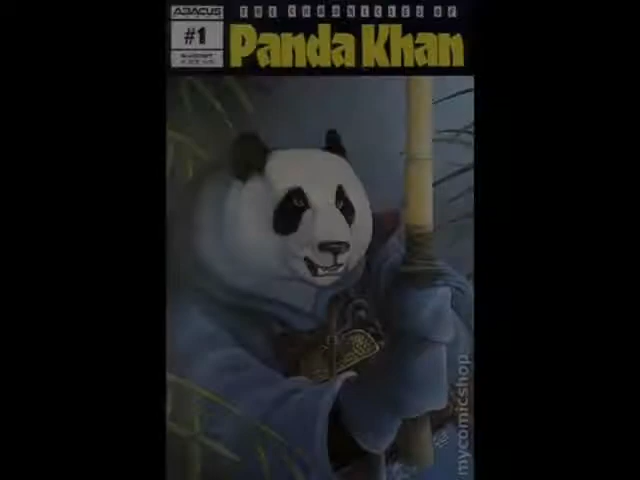 THE CHRONICLES OF
ABACUS
#1
Panda Khan
mycomicshop